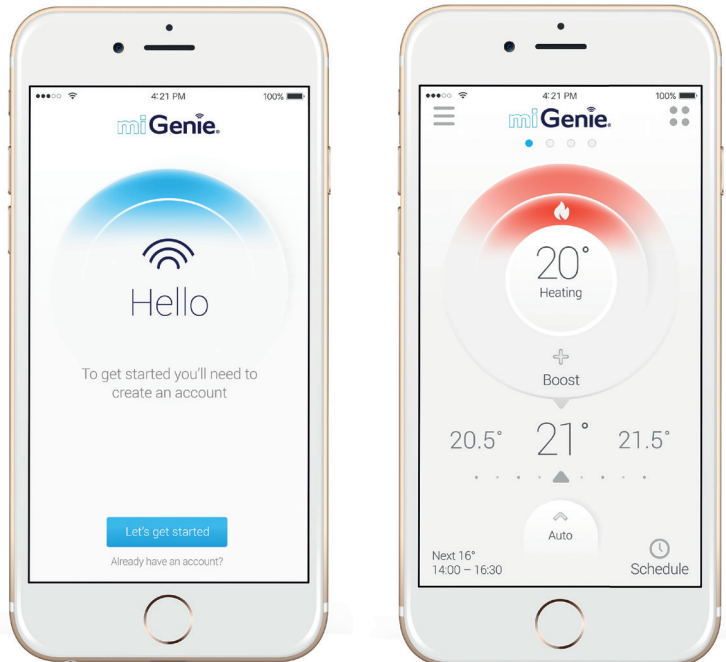 4:21 PM
100%
miGenie.
Hello
To get started you'll need to
create an account
Let's get started
Already have an account?
4:21 PM
100%
miGenie.
20°
Heating
Boost
20.5° 21° 21.5°
Auto
Next 16°
14:00 – 16:30
Schedule